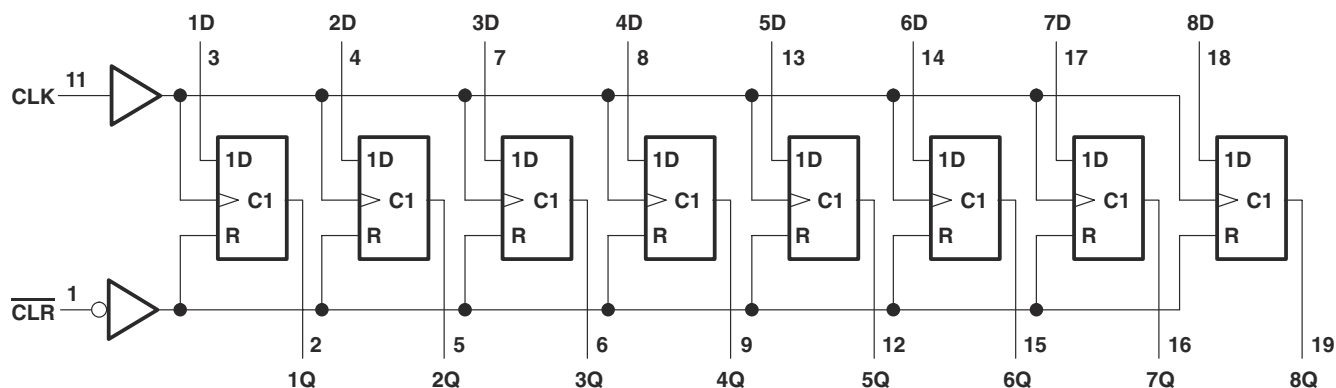 1D 2D 3D 4D 5D 6D 7D 8D
3 4 7 8 13 14 17 18
CLK 11
1D 1D 1D 1D 1D 1D 1D 1D
C1 C1 C1 C1 C1 C1 C1 C1
R R R R R R R R
C̅L̅R̅ 1
2 5 6 9 12 15 16 19
1Q 2Q 3Q 4Q 5Q 6Q 7Q 8Q